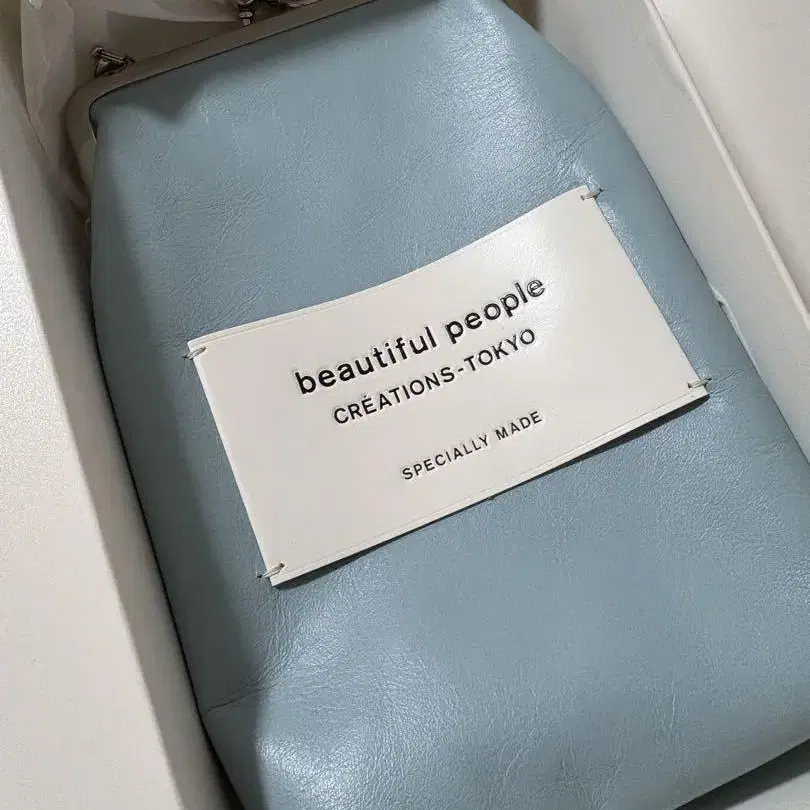 beautiful people
CRÉATIONS-TOKYO
SPECIALLY MADE